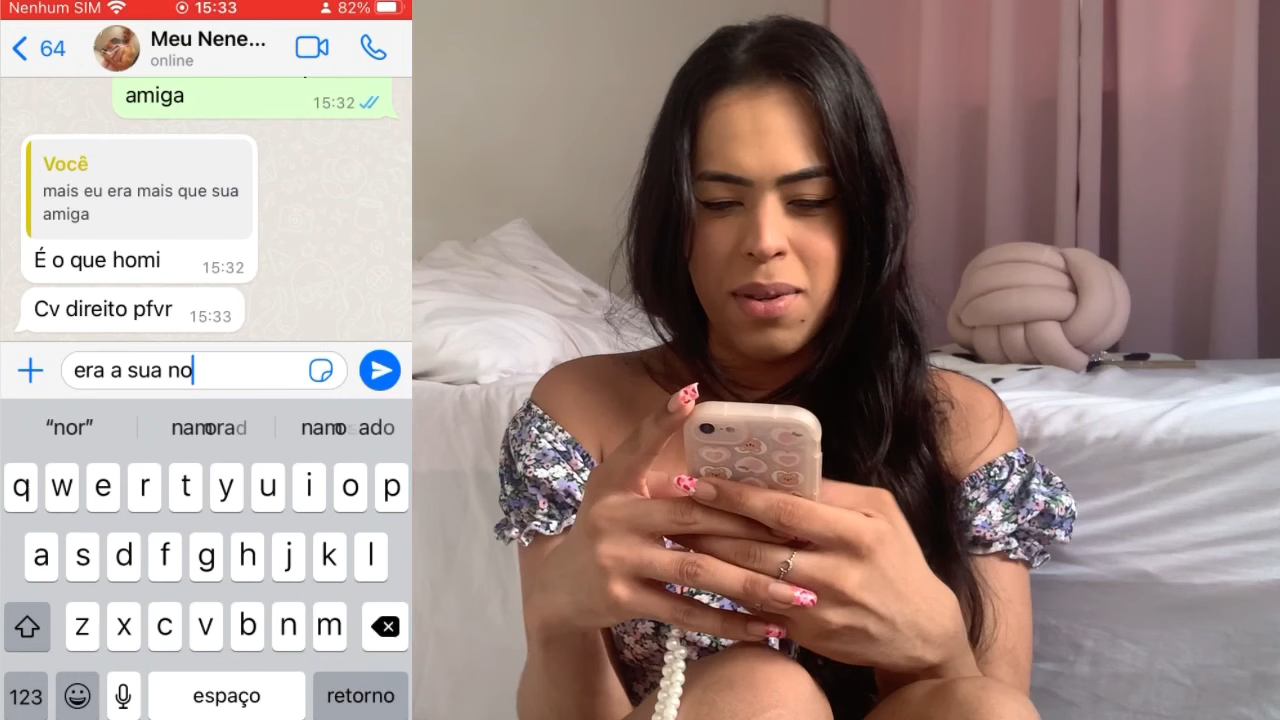 Nenhum SIM 15:33 82%
64 Meu Nene...
online
amiga 15:32
Você
mais eu era mais que sua
amiga
É o que homi 15:32
Cv direito pfvr 15:33
era a sua no
“nor”
q w e r t y u i o p
a s d f g h j k l
z x c v b n m
123 espaço retorno